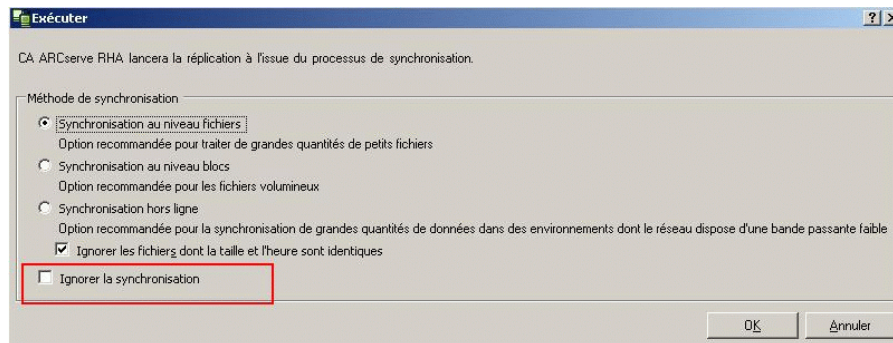 Exécuter
CA ARCserve RHA lancera la réplication à l'issue du processus de synchronisation.
Méthode de synchronisation
Synchronisation au niveau fichiers
Option recommandée pour traiter de grandes quantités de petits fichiers
Synchronisation au niveau blocs
Option recommandée pour les fichiers volumineux
Synchronisation hors ligne
Option recommandée pour la synchronisation de grandes quantités de données dans des environnements dont le réseau dispose d'une bande passante faible
Ignorer les fichiers dont la taille et l'heure sont identiques
Ignorer la synchronisation
OK Annuler